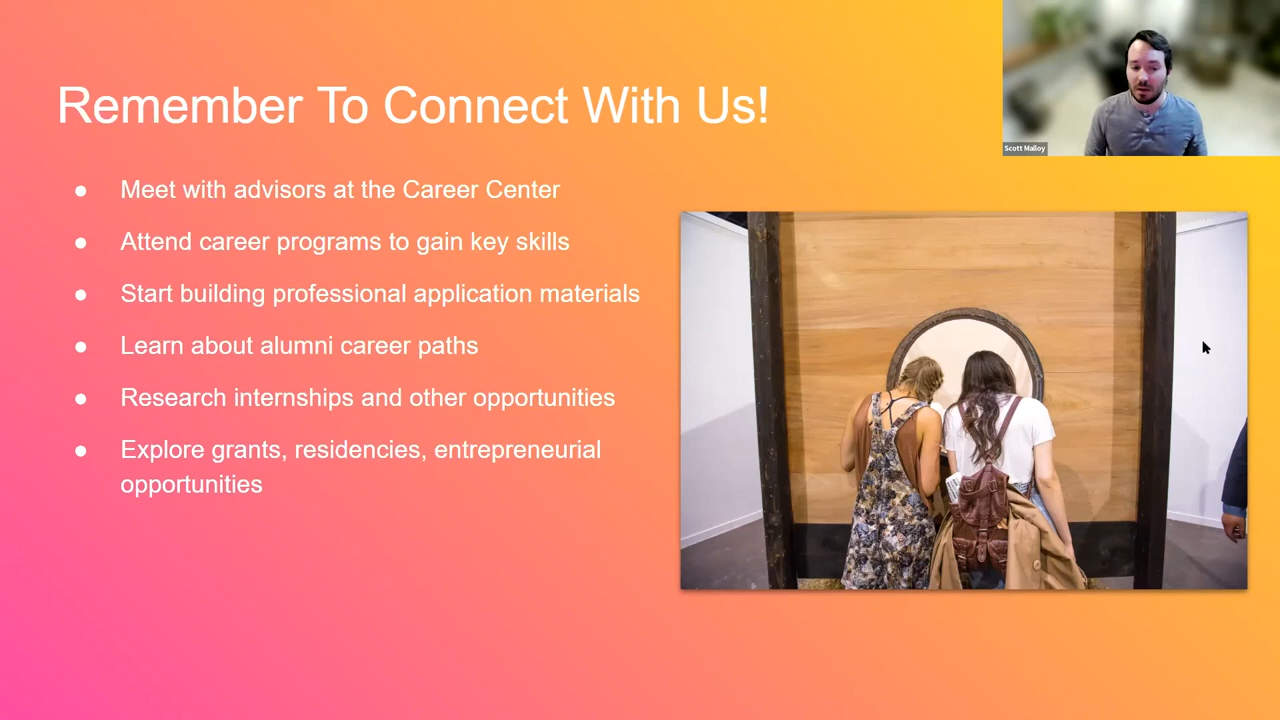 Remember To Connect With Us!
Scott Malloy
● Meet with advisors at the Career Center
● Attend career programs to gain key skills
● Start building professional application materials
● Learn about alumni career paths
● Research internships and other opportunities
● Explore grants, residencies, entrepreneurial
opportunities